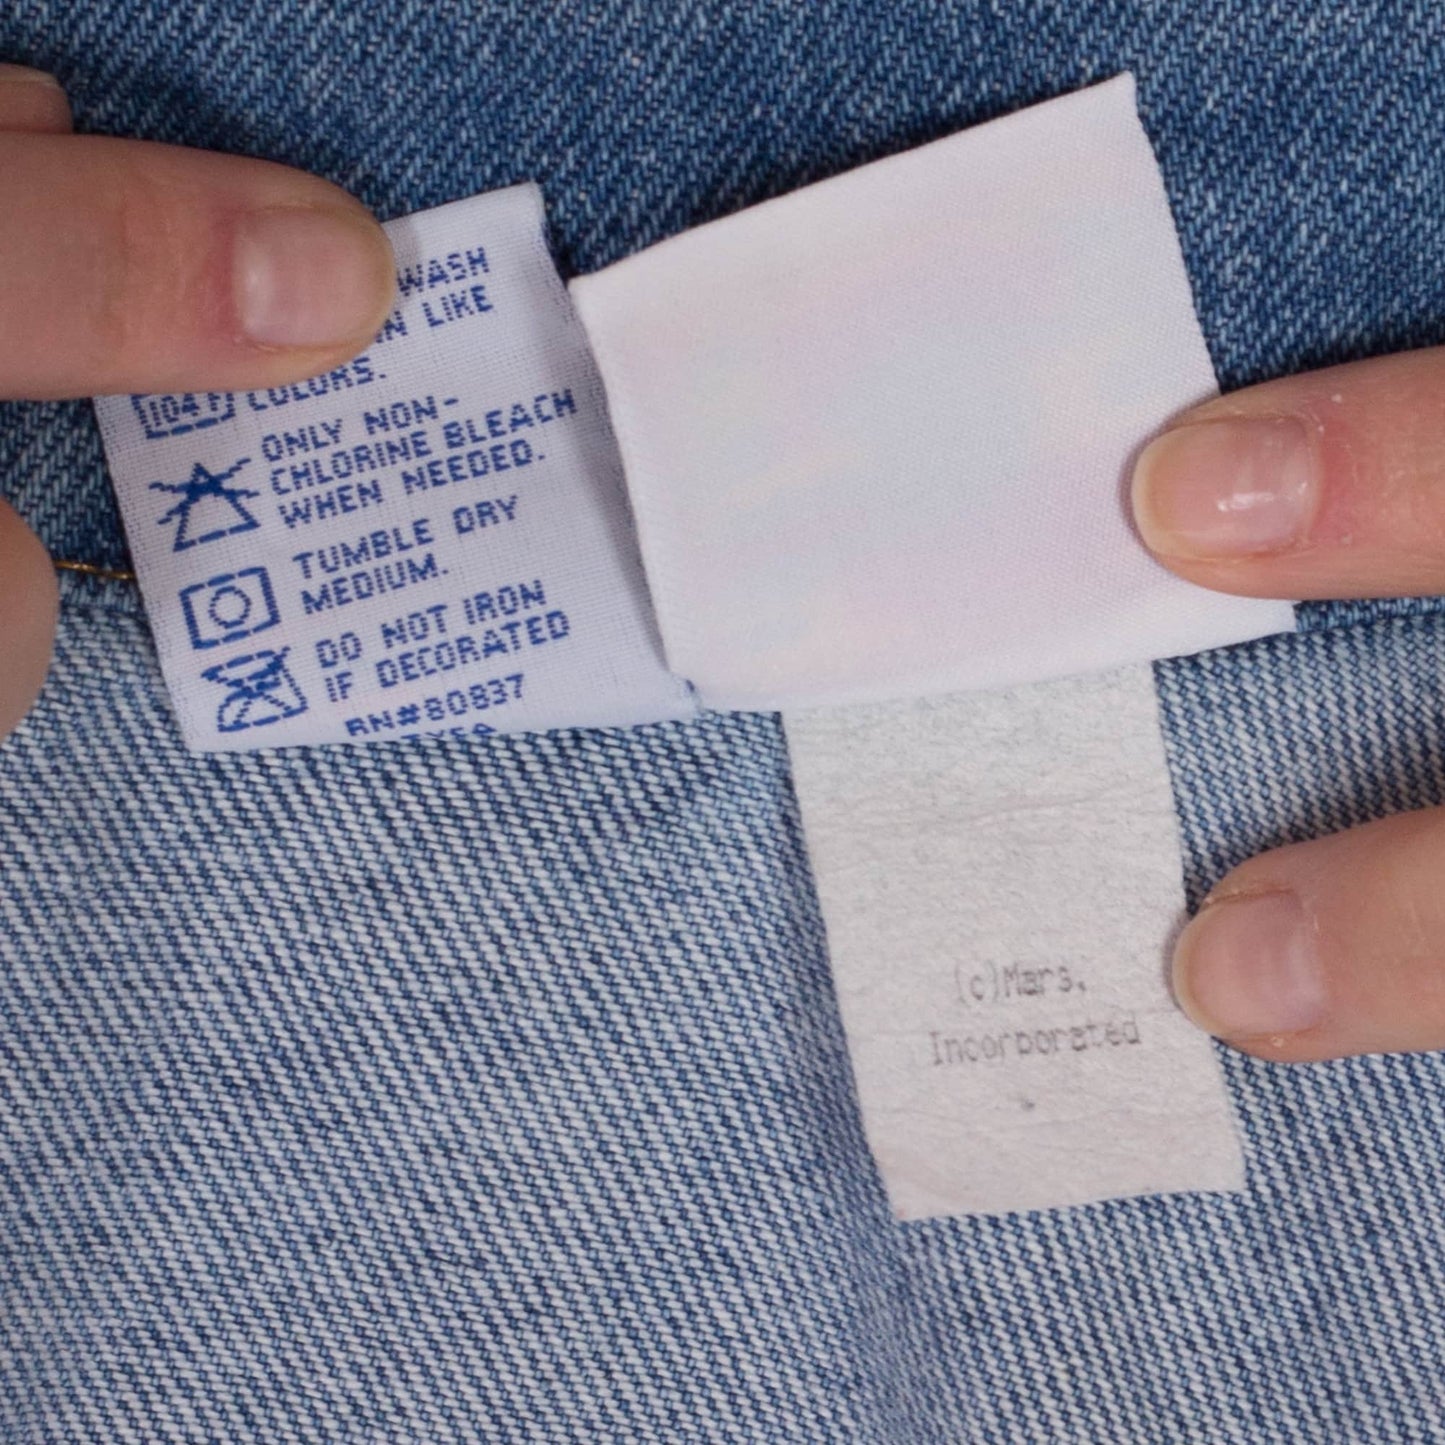 WASH
LIKE
COLORS.
ONLY NON-
CHLORINE BLEACH
WHEN NEEDED.
TUMBLE DRY
MEDIUM.
DO NOT IRON
IF DECORATED
RN#80837
(c)Mars,
Incorporated